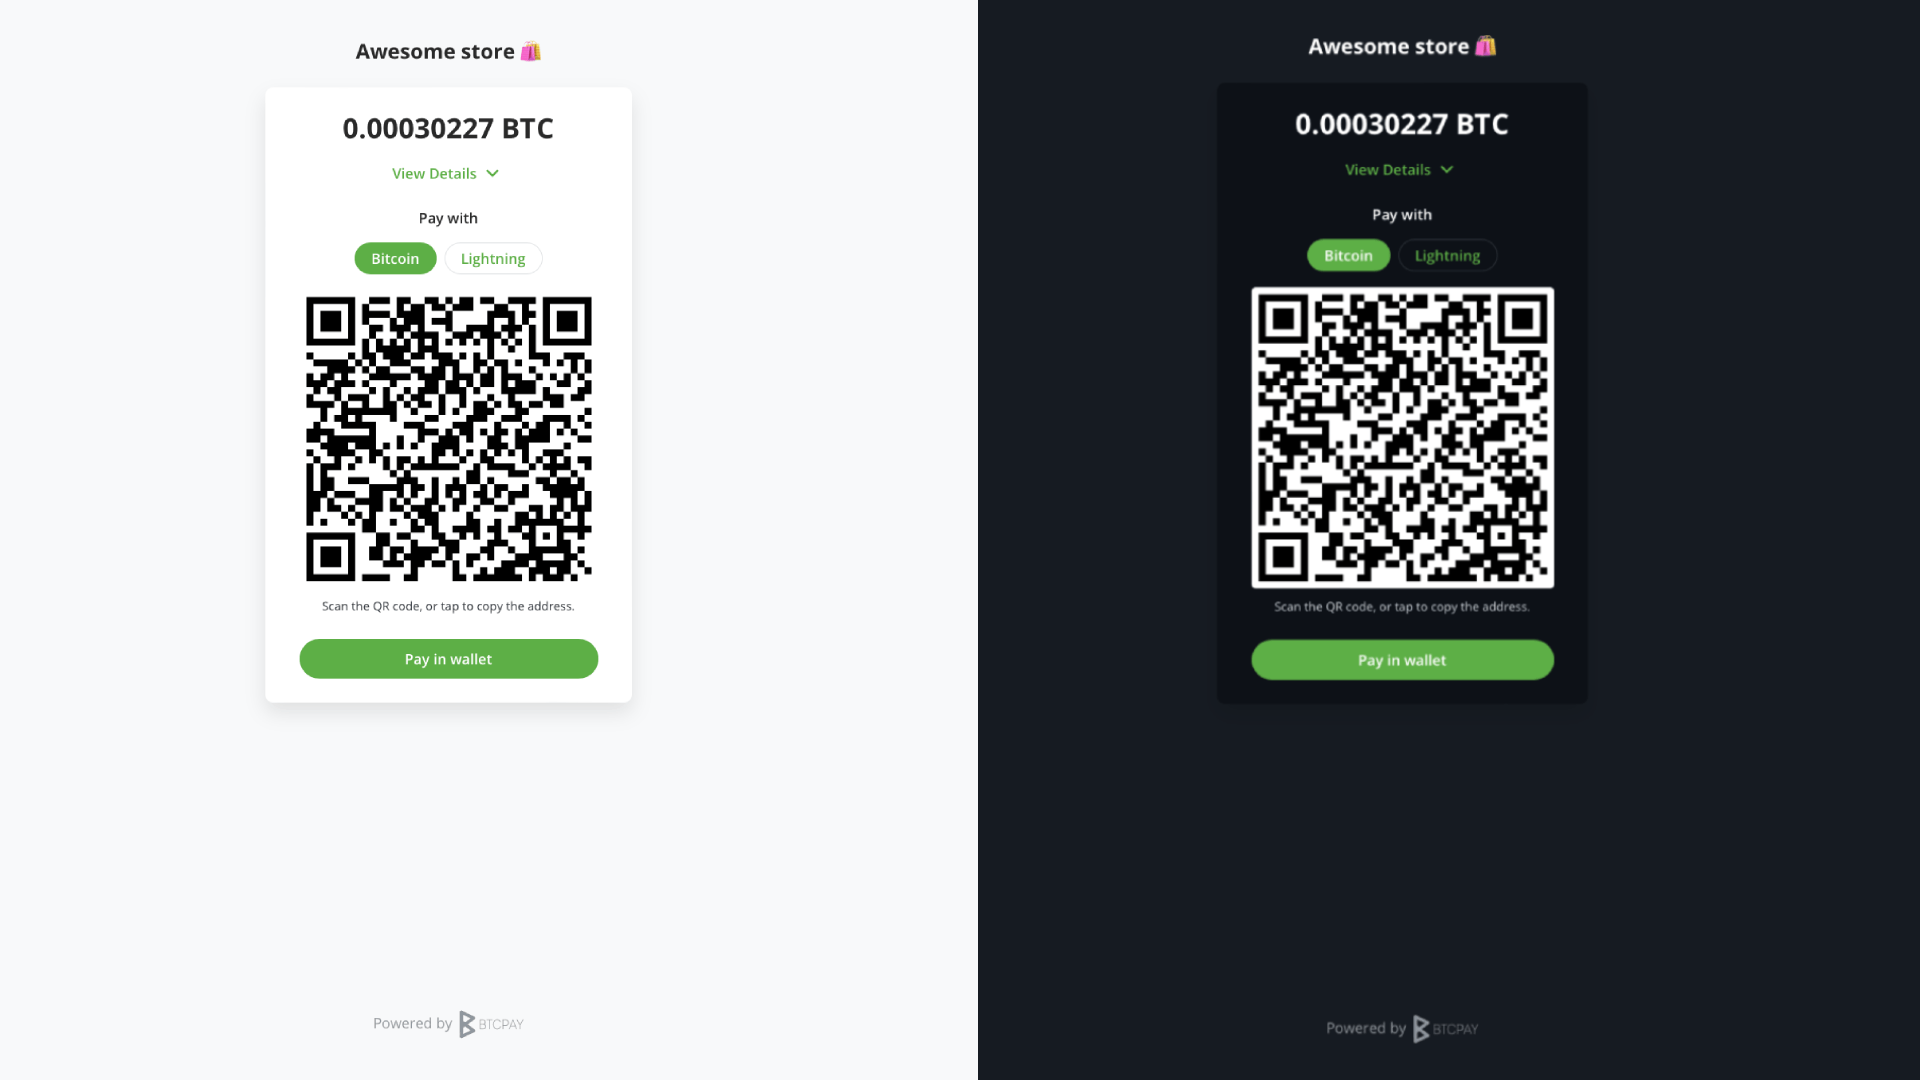 Awesome store 🛍️
0.00030227 BTC
View Details
Pay with
Bitcoin
Lightning
Scan the QR code, or tap to copy the address.
Pay in wallet
Powered by BTCPAY
Awesome store 🛍️
0.00030227 BTC
View Details
Pay with
Bitcoin
Lightning
Scan the QR code, or tap to copy the address.
Pay in wallet
Powered by BTCPAY